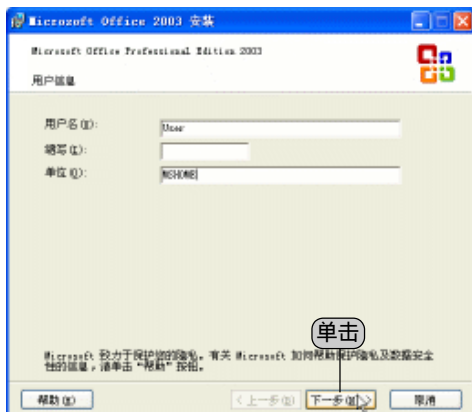 Microsoft Office 2003 安装
Microsoft Office Professional Edition 2003
用户信息
用户名(U):
User
缩写(I):
单位(O):
MSHOME
单击
Microsoft 致力于保护您的隐私。有关 Microsoft 如何帮助保护隐私及数据安全
性的信息，请单击“帮助”按钮。
帮助(H)
<上一步(B)
下一步(N)>
取消